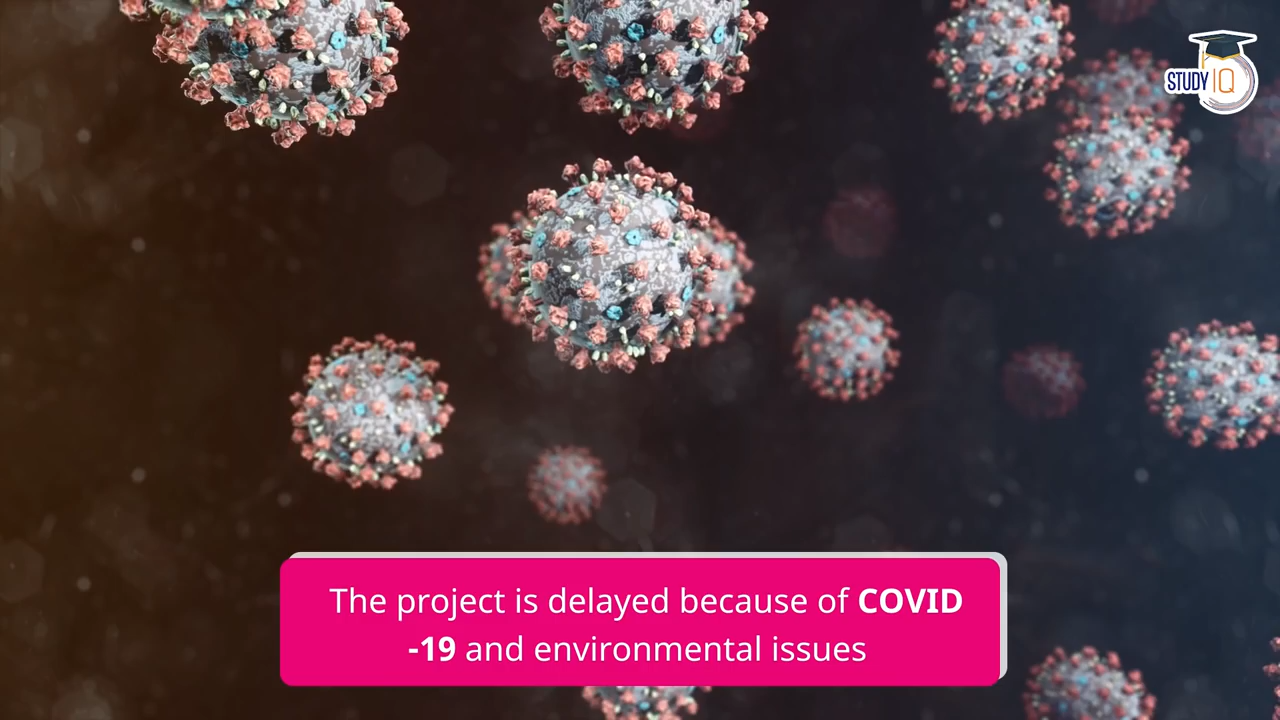 STUDY IQ
The project is delayed because of COVID
-19 and environmental issues